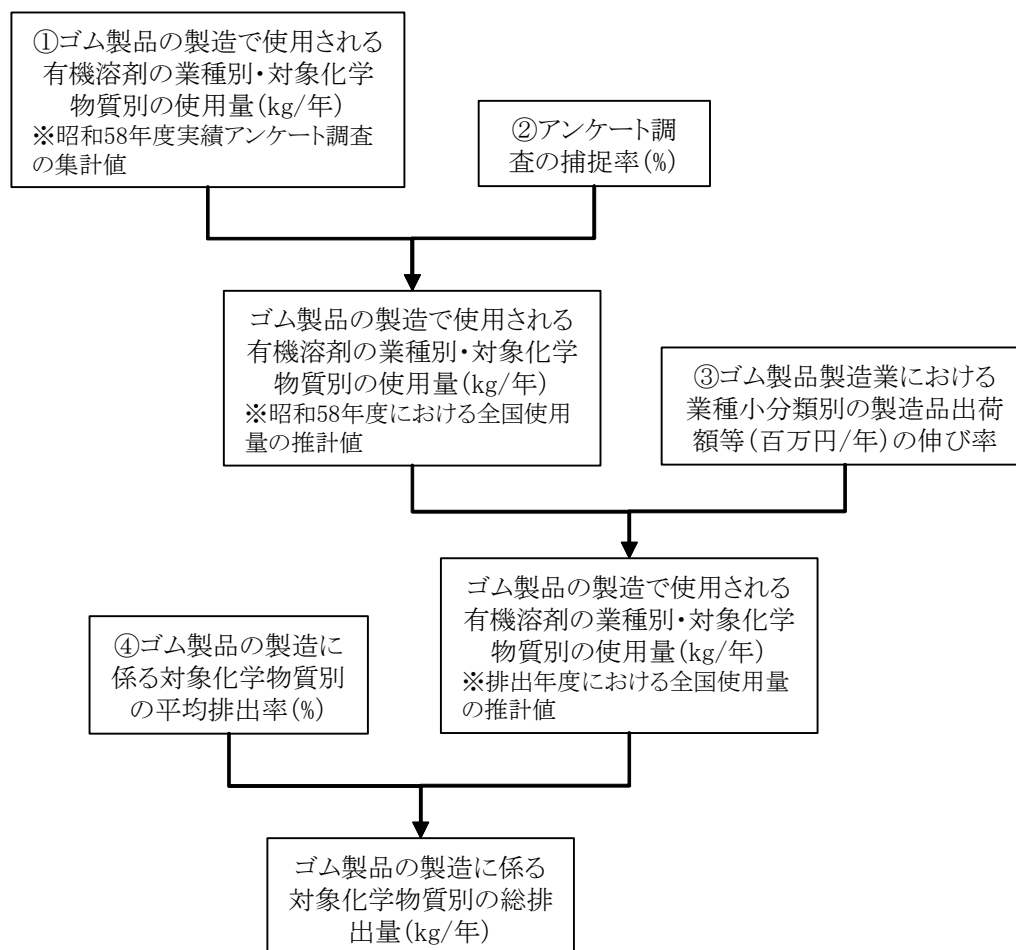 ①ゴム製品の製造で使用される
有機溶剤の業種別・対象化学
物質別の使用量(kg/年)
※昭和58年度実績アンケート調査
の集計値
②アンケート調
査の捕捉率(%)
ゴム製品の製造で使用される
有機溶剤の業種別・対象化学
物質別の使用量(kg/年)
※昭和58年度における全国使用
量の推計値
③ゴム製品製造業における
業種小分類別の製造品出荷
額等(百万円/年)の伸び率
ゴム製品の製造で使用される
有機溶剤の業種別・対象化学
物質別の使用量(kg/年)
※排出年度における全国使用量
の推計値
④ゴム製品の製造に
係る対象化学物質別
の平均排出率(%)
ゴム製品の製造に係る
対象化学物質別の総排
出量(kg/年)